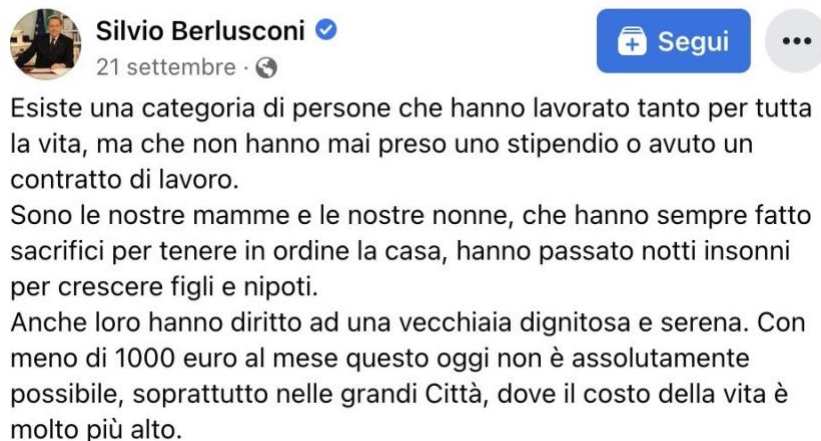 Silvio Berlusconi
Segui
21 settembre ·
Esiste una categoria di persone che hanno lavorato tanto per tutta
la vita, ma che non hanno mai preso uno stipendio o avuto un
contratto di lavoro.
Sono le nostre mamme e le nostre nonne, che hanno sempre fatto
sacrifici per tenere in ordine la casa, hanno passato notti insonni
per crescere figli e nipoti.
Anche loro hanno diritto ad una vecchiaia dignitosa e serena. Con
meno di 1000 euro al mese questo oggi non è assolutamente
possibile, soprattutto nelle grandi Città, dove il costo della vita è
molto più alto.